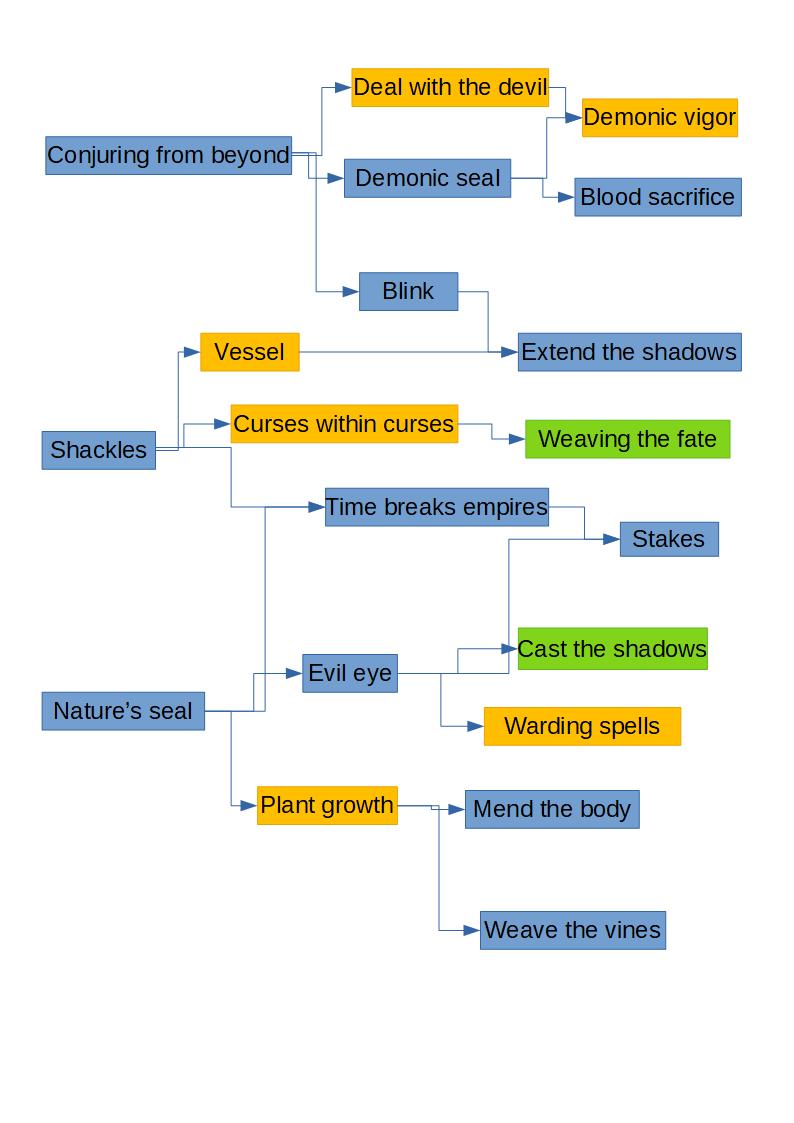 Deal with the devil
Demonic vigor
Conjuring from beyond
Demonic seal
Blood sacrifice
Blink
Vessel
Extend the shadows
Curses within curses
Weaving the fate
Shackles
Time breaks empires
Stakes
Cast the shadows
Evil eye
Nature’s seal
Warding spells
Plant growth
Mend the body
Weave the vines